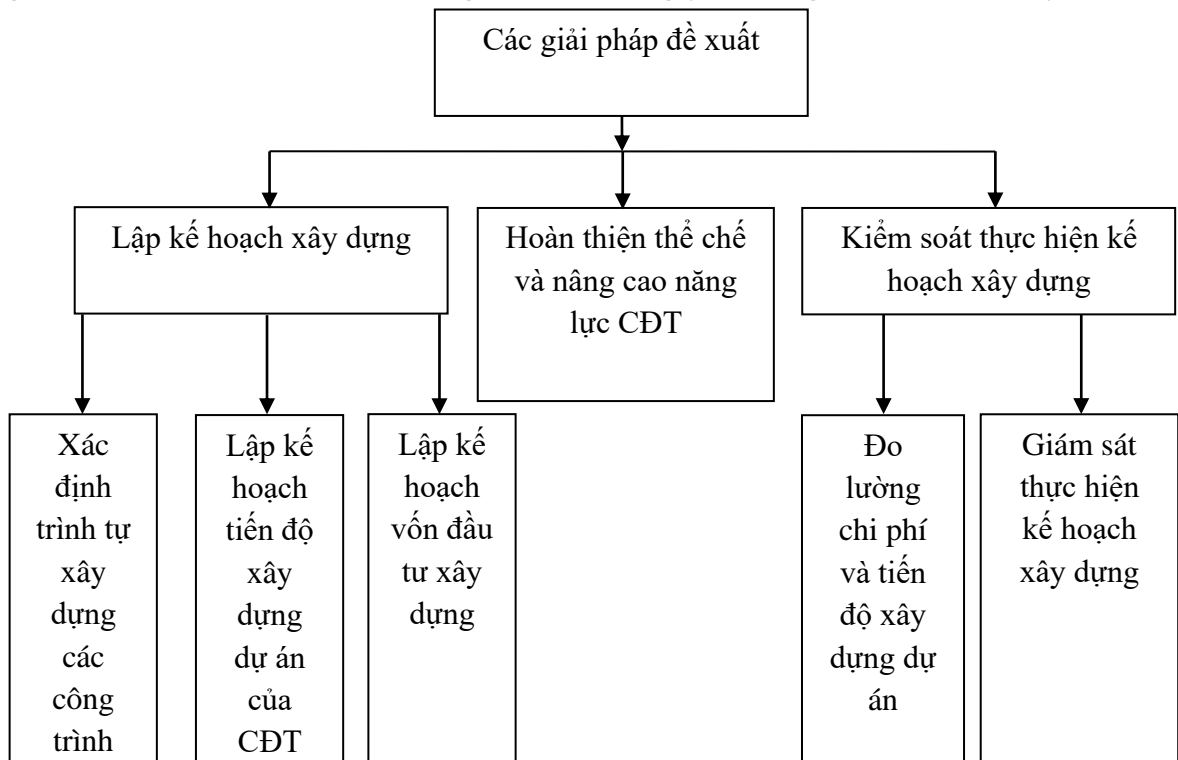 Các giải pháp đề xuất
Lập kế hoạch xây dựng
Hoàn thiện thể chế
và nâng cao năng
lực CĐT
Kiểm soát thực hiện kế
hoạch xây dựng
Xác
định
trình tự
xây
dựng
các
công
trình
Lập kế
hoạch
tiến độ
xây
dựng
dự án
của
CĐT
Lập kế
hoạch
vốn đầu
tư xây
dựng
Đo
lường
chi phí
và tiến
độ xây
dựng dự
án
Giám sát
thực hiện
kế hoạch
xây dựng